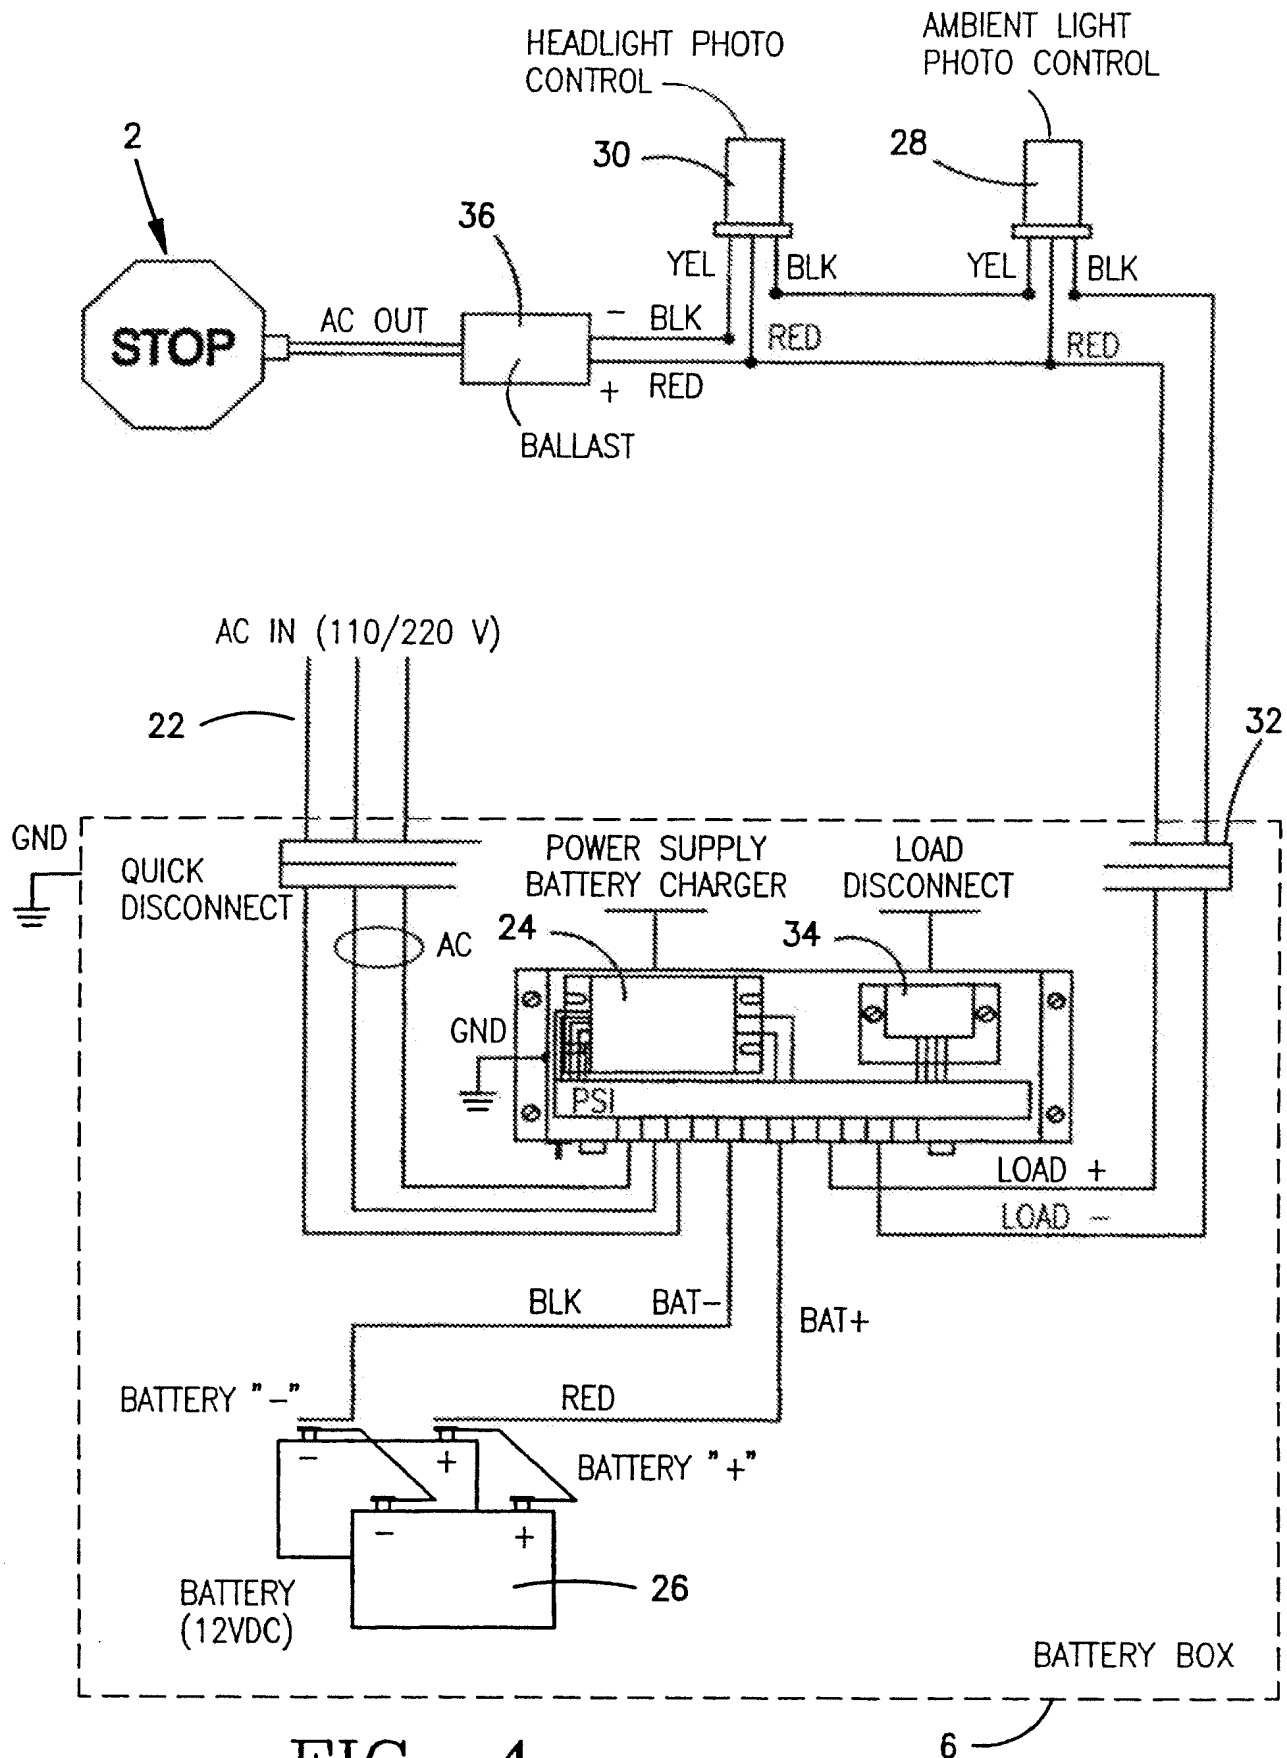 HEADLIGHT PHOTO
CONTROL
AMBIENT LIGHT
PHOTO CONTROL
2
30
28
36
YEL
BLK
YEL
BLK
STOP
AC OUT
-
BLK
RED
RED
+
RED
BALLAST
AC IN (110/220 V)
22
32
GND
QUICK
DISCONNECT
POWER SUPPLY
BATTERY CHARGER
LOAD
DISCONNECT
AC
24
34
GND
PSI
LOAD +
LOAD -
BLK
BAT-
BAT+
BATTERY "-"
RED
- +
BATTERY "+"
- +
BATTERY
(12VDC)
26
BATTERY BOX
6
FIG. 4